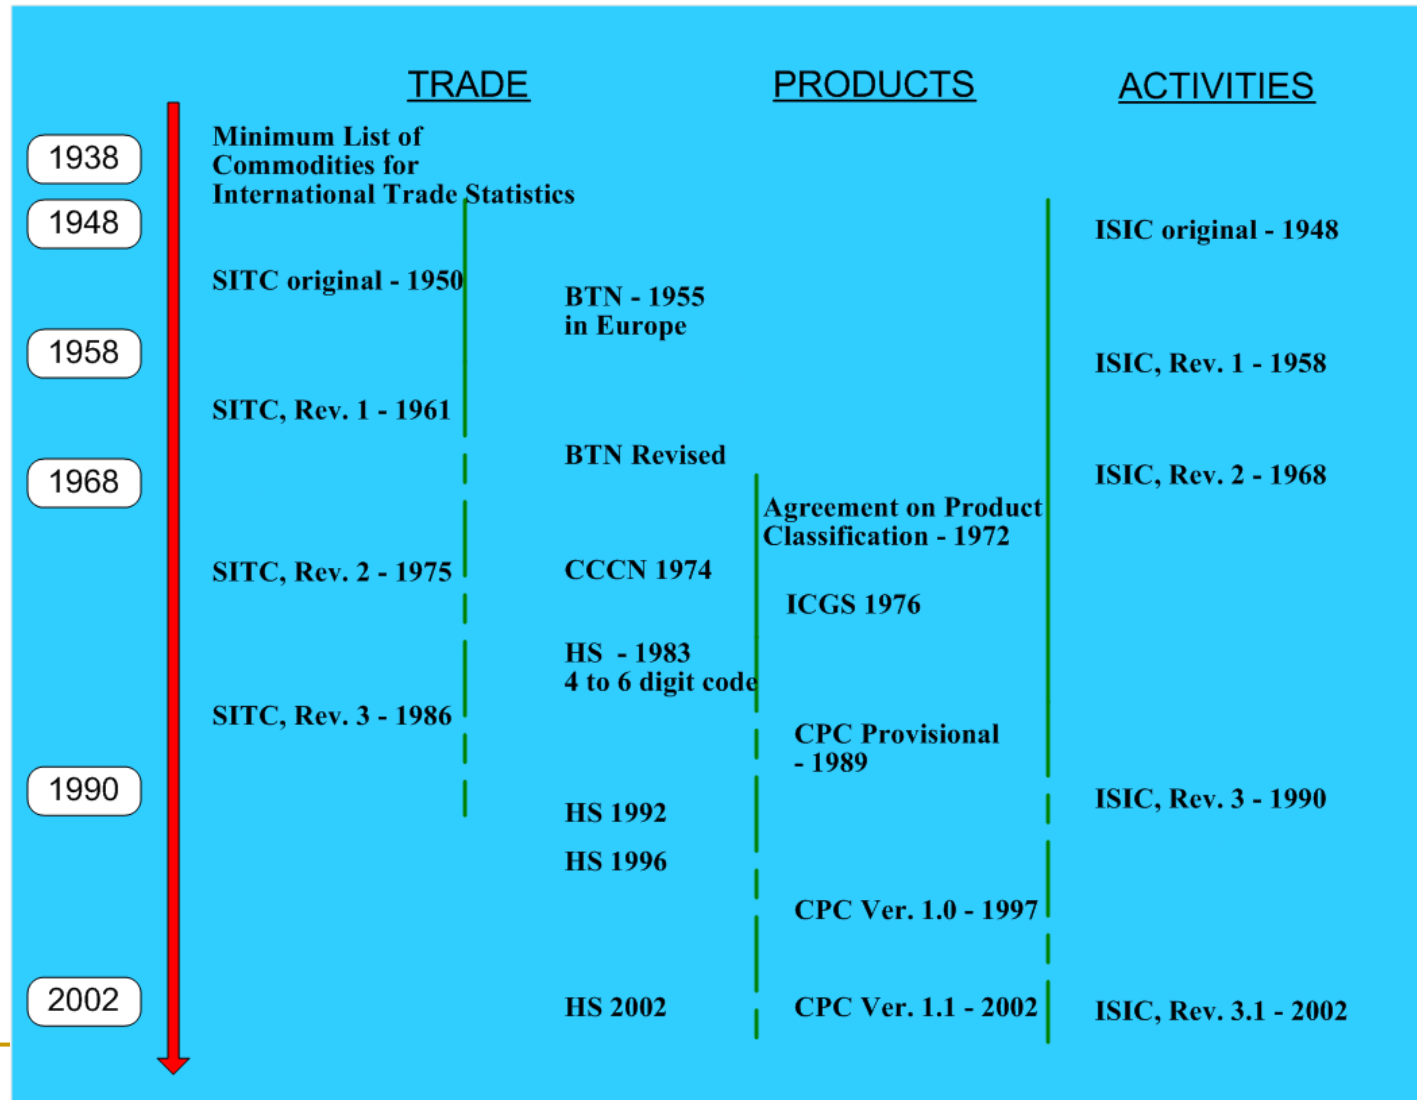 TRADE
PRODUCTS
ACTIVITIES
1938
Minimum List of
Commodities for
International Trade Statistics
1948
ISIC original - 1948
SITC original - 1950
BTN - 1955
in Europe
1958
ISIC, Rev. 1 - 1958
SITC, Rev. 1 - 1961
BTN Revised
1968
ISIC, Rev. 2 - 1968
Agreement on Product
Classification - 1972
SITC, Rev. 2 - 1975
CCCN 1974
ICGS 1976
HS  - 1983
4 to 6 digit code
SITC, Rev. 3 - 1986
CPC Provisional
- 1989
1990
ISIC, Rev. 3 - 1990
HS 1992
HS 1996
CPC Ver. 1.0 - 1997
2002
HS 2002
CPC Ver. 1.1 - 2002
ISIC, Rev. 3.1 - 2002